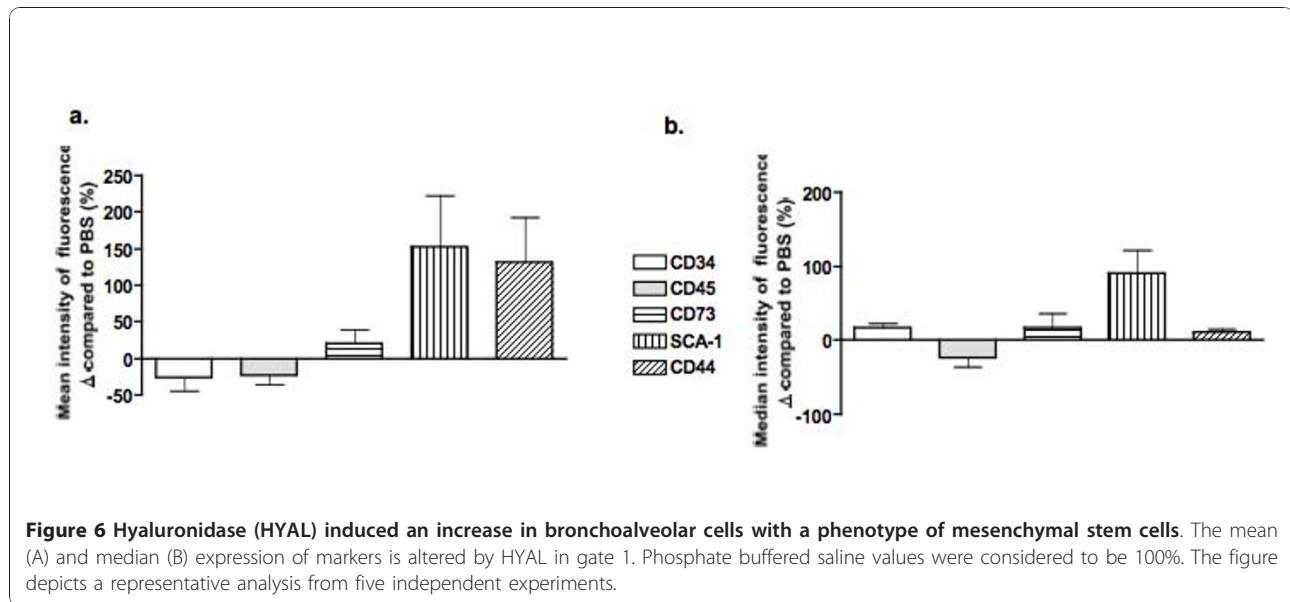 a.
Mean intensity of fluorescence
Δ compared to PBS (%)
250
200
150
100
50
0
-50
CD34
CD45
CD73
SCA-1
CD44
b.
Median intensity of fluorescence
Δ compared to PBS (%)
200
100
0
-100
Figure 6 Hyaluronidase (HYAL) induced an increase in bronchoalveolar cells with a phenotype of mesenchymal stem cells. The mean
(A) and median (B) expression of markers is altered by HYAL in gate 1. Phosphate buffered saline values were considered to be 100%. The figure
depicts a representative analysis from five independent experiments.